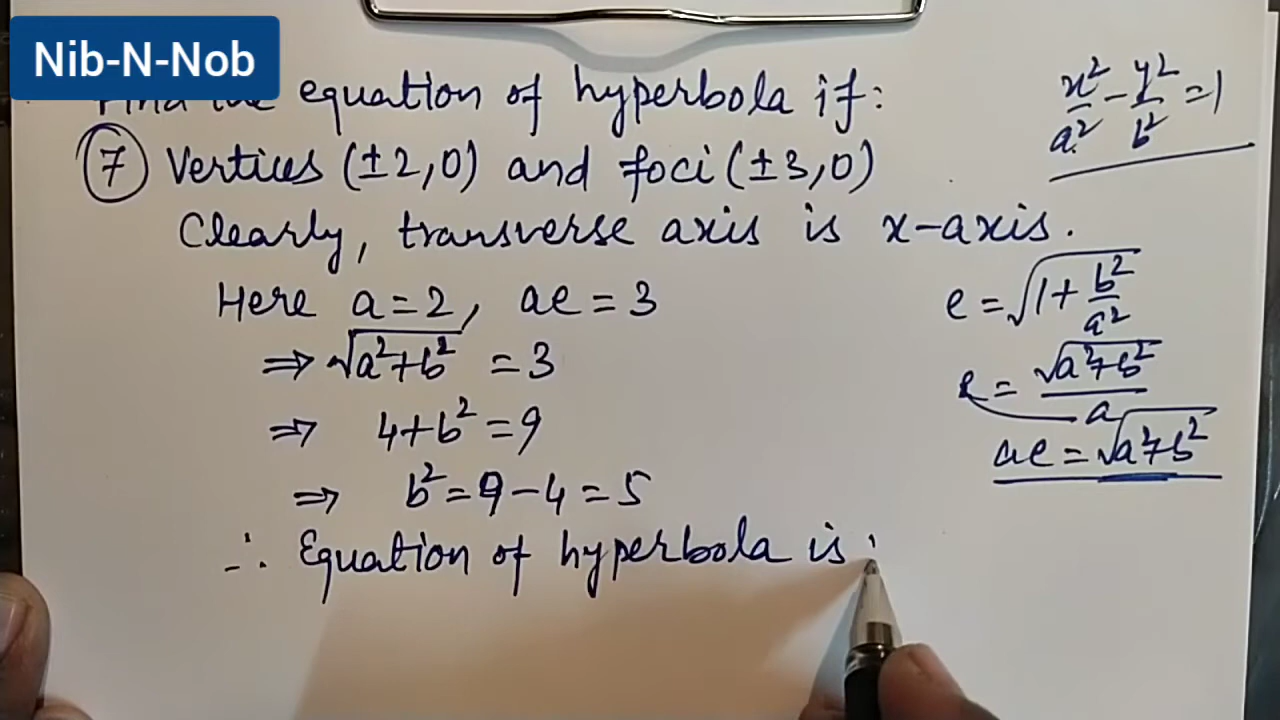 Nib-N-Nob
equation of hyperbola if:
x²/a² - y²/b² = 1
⑦ Vertices (±2,0) and foci (±3,0)
Clearly, transverse axis is x-axis.
Here a=2, ae=3
⇒ √(a²+b²) = 3
⇒ 4+b² = 9
⇒ b² = 9-4 = 5
∴ Equation of hyperbola is:
e = √(1 + b²/a²)
e = √(a²+b²)/a
ae = √(a²+b²)